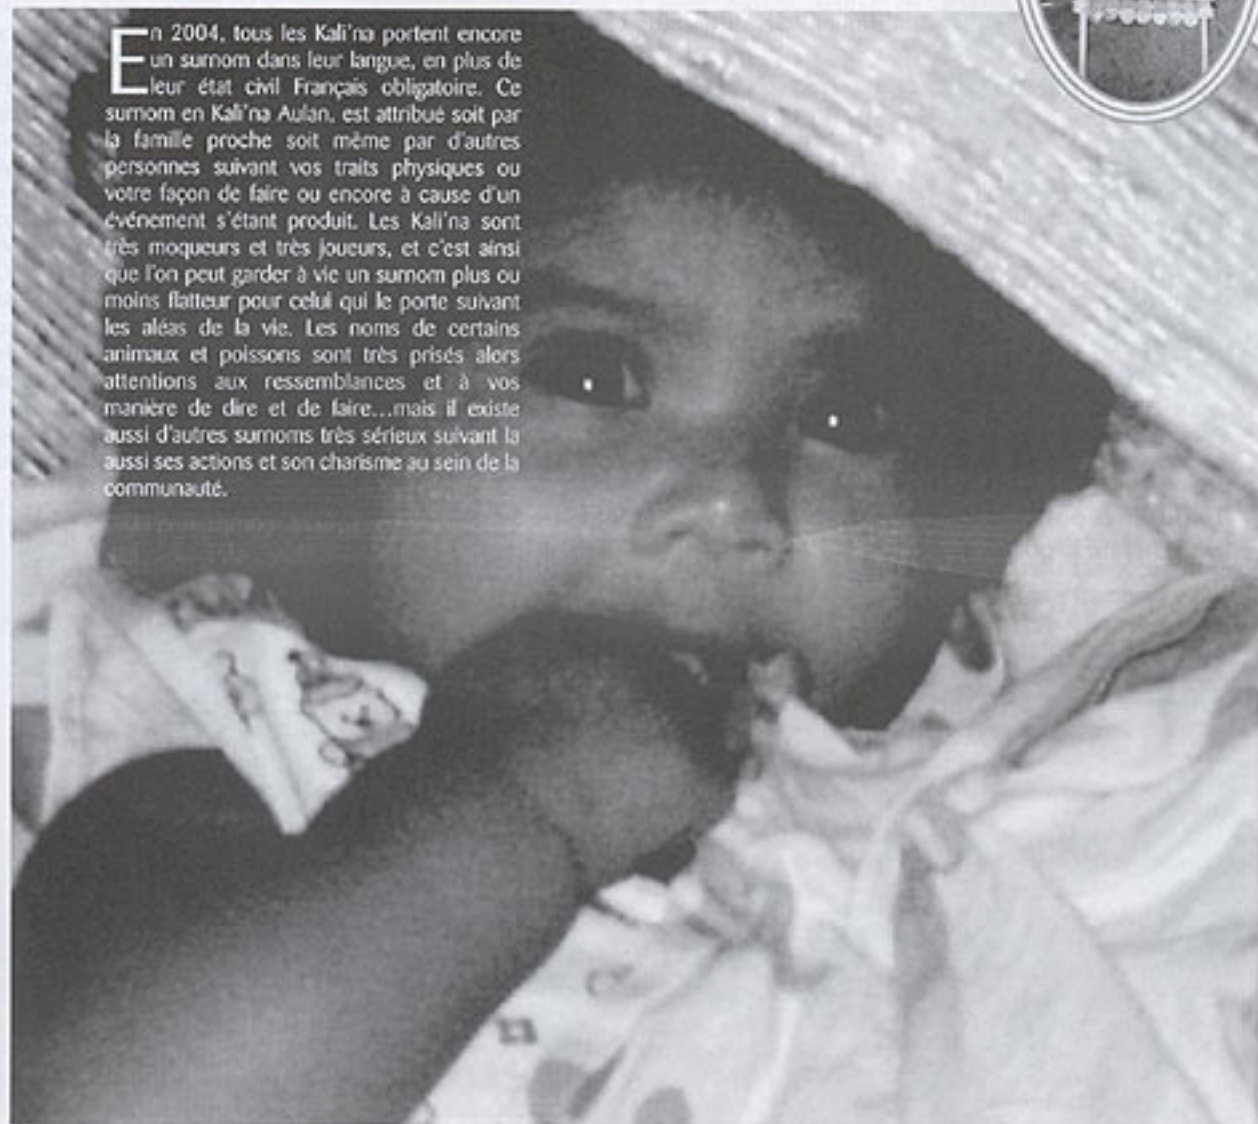 En 2004, tous les Kali'na portent encore
un surnom dans leur langue, en plus de
leur état civil Français obligatoire. Ce
surnom en Kali'na Aulan, est attribué soit par
la famille proche soit même par d'autres
personnes suivant vos traits physiques ou
votre façon de faire ou encore à cause d'un
événement s'étant produit. Les Kali'na sont
très moqueurs et très joueurs, et c'est ainsi
que l'on peut garder à vie un surnom plus ou
moins flatteur pour celui qui le porte suivant
les aléas de la vie. Les noms de certains
animaux et poissons sont très prisés alors
attentions aux ressemblances et à vos
manière de dire et de faire...mais il existe
aussi d'autres surnoms très sérieux suivant la
aussi ses actions et son charisme au sein de la
communauté.